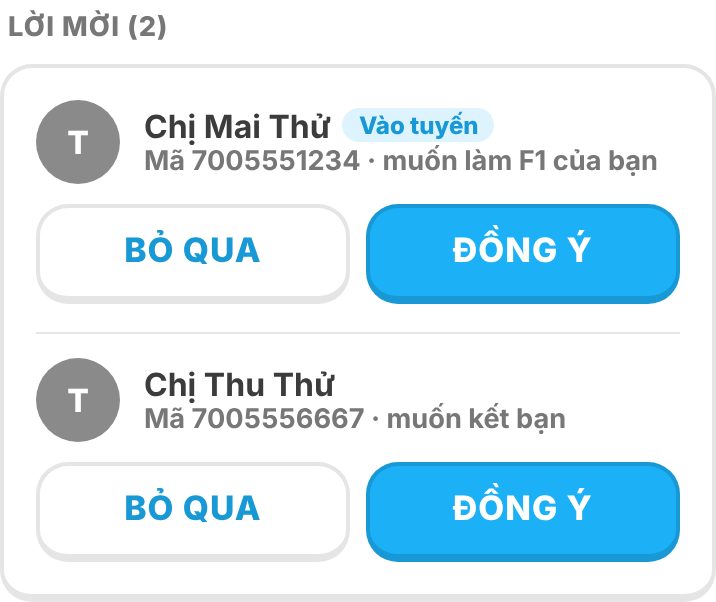 LỜI MỜI (2)
T
Chị Mai Thử Vào tuyến
Mã 7005551234 · muốn làm F1 của bạn
BỎ QUA ĐỒNG Ý
T
Chị Thu Thử
Mã 7005556667 · muốn kết bạn
BỎ QUA ĐỒNG Ý